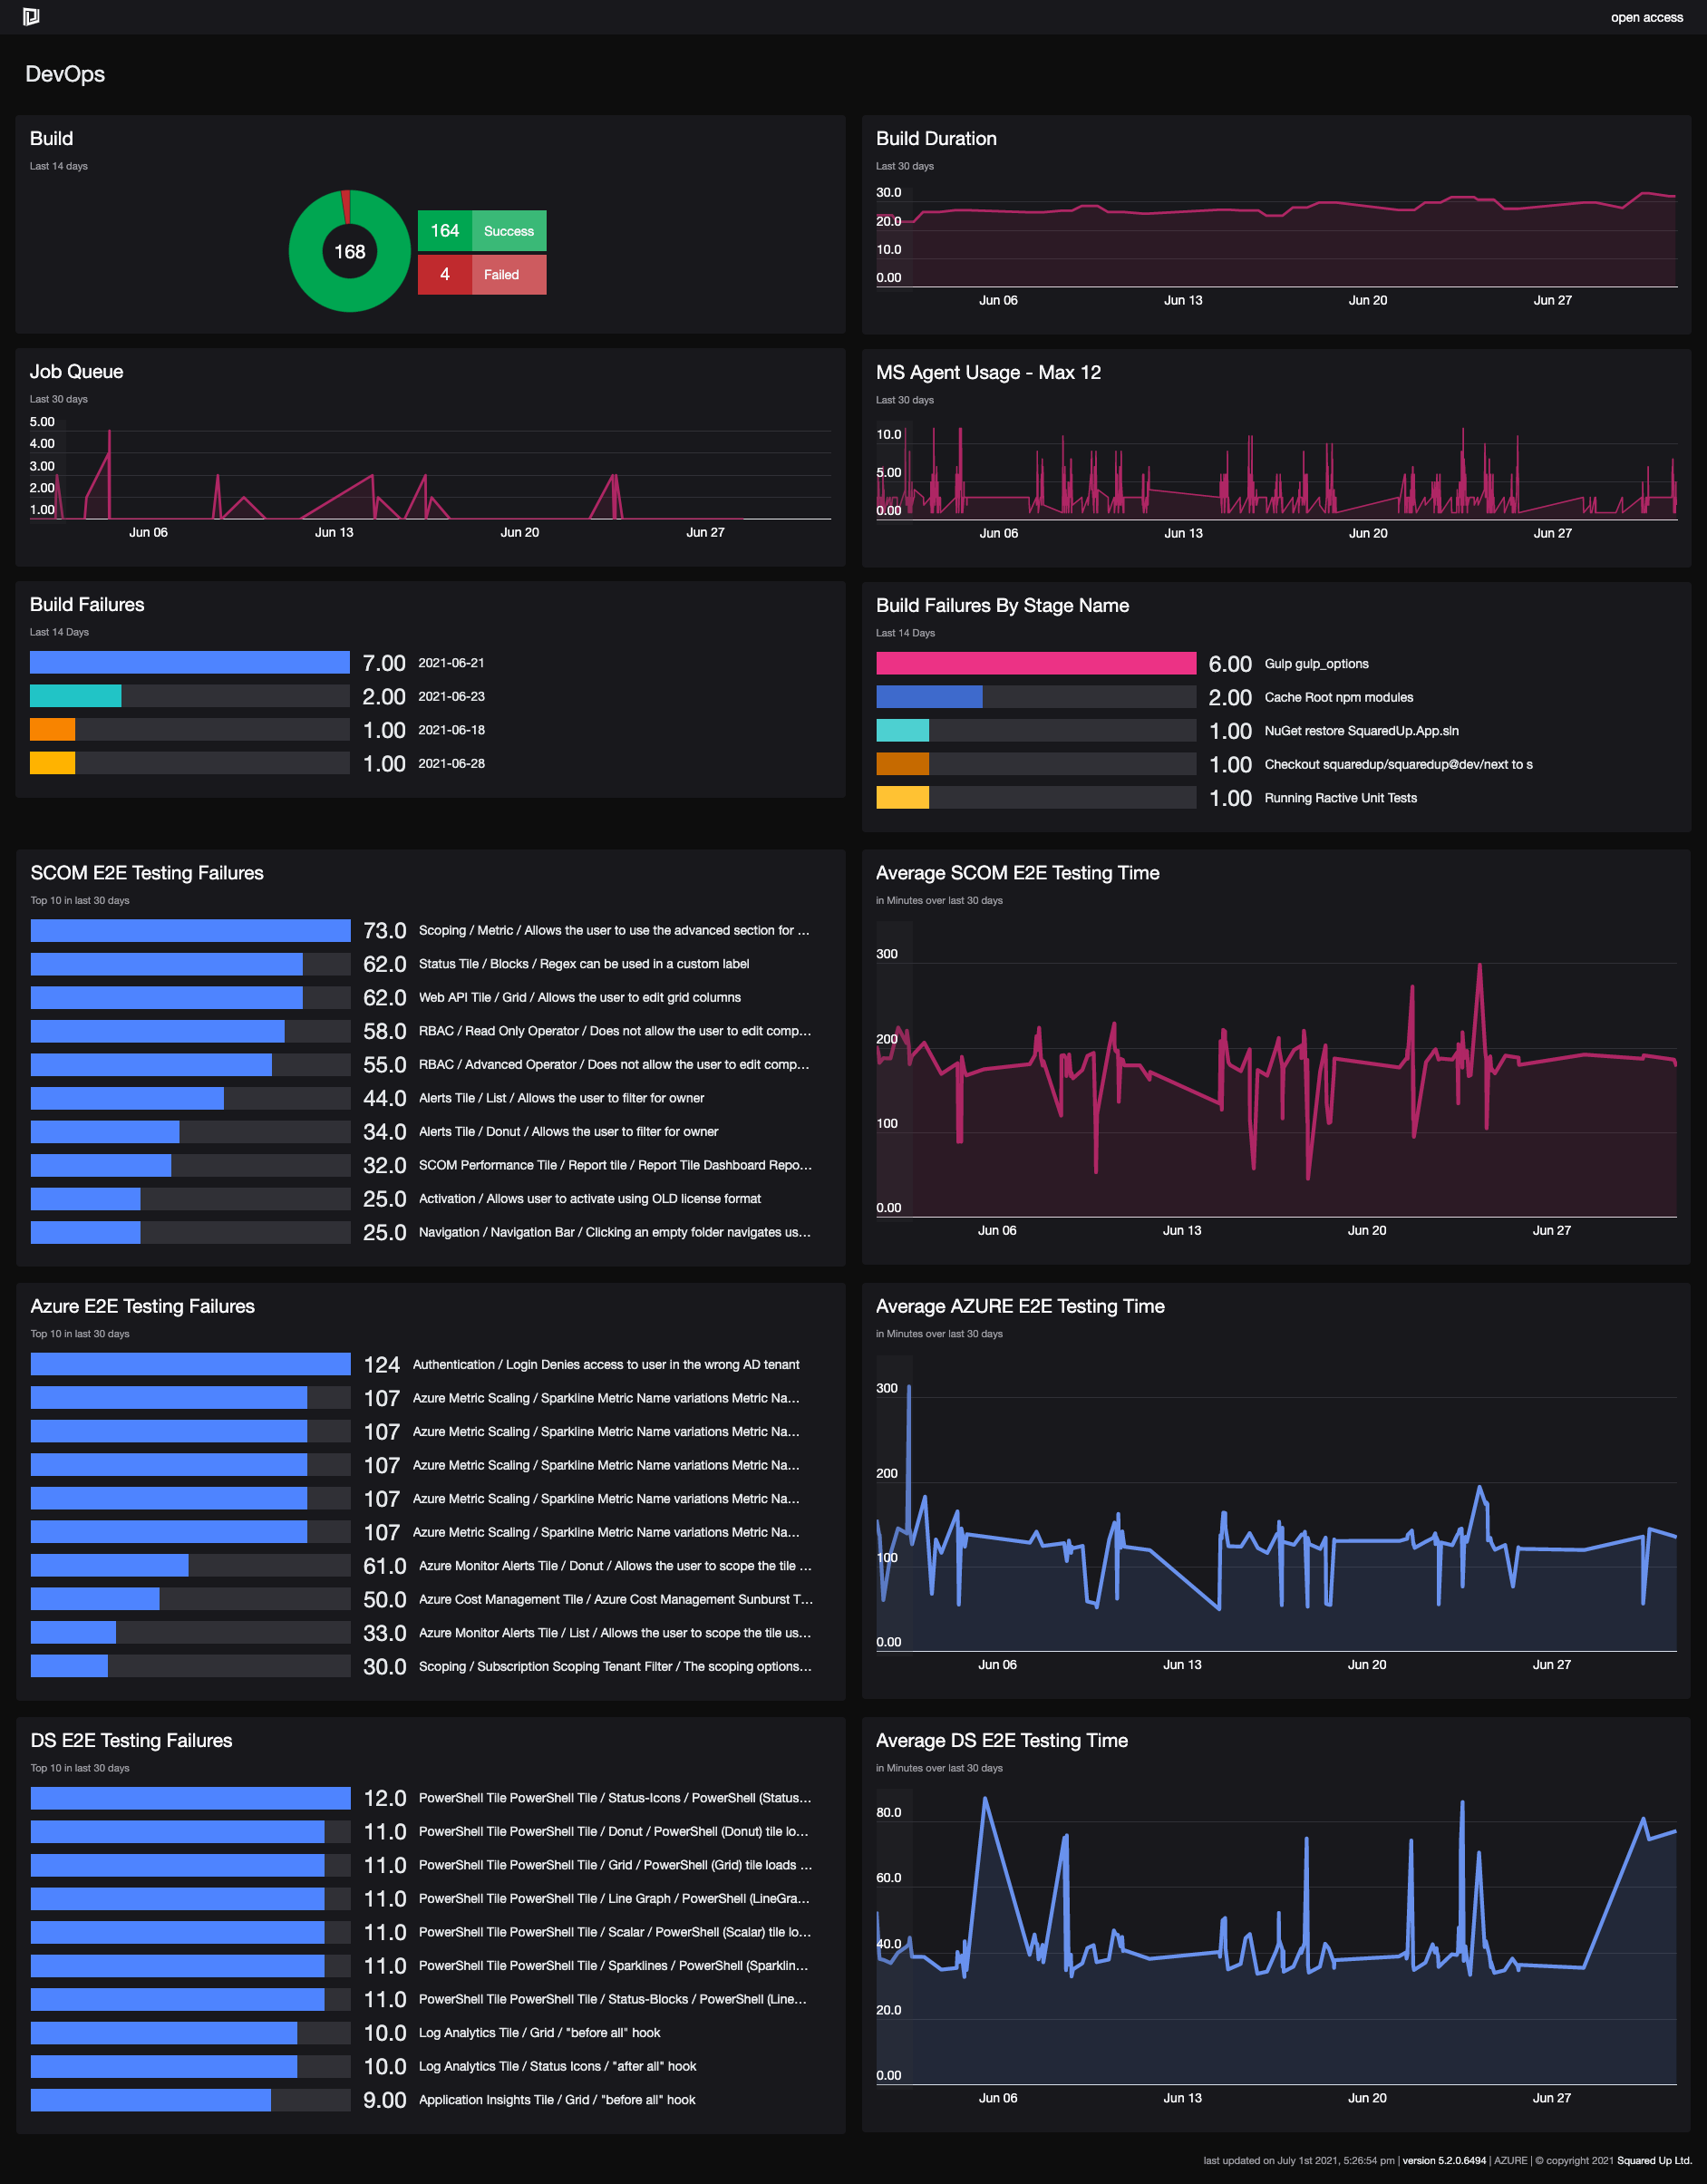 open access
DevOps
Build
Last 14 days
168
164 Success
4 Failed
Build Duration
Last 30 days
30.0
20.0
10.0
0.00
Jun 06 Jun 13 Jun 20 Jun 27
Job Queue
Last 30 days
5.00
4.00
3.00
2.00
1.00
Jun 06 Jun 13 Jun 20 Jun 27
MS Agent Usage - Max 12
Last 30 days
10.0
5.00
0.00
Jun 06 Jun 13 Jun 20 Jun 27
Build Failures
Last 14 Days
7.00 2021-06-21
2.00 2021-06-23
1.00 2021-06-18
1.00 2021-06-28
Build Failures By Stage Name
Last 14 Days
6.00 Gulp gulp_options
2.00 Cache Root npm modules
1.00 NuGet restore SquaredUp.App.sln
1.00 Checkout squaredup/squaredup@dev/next to s
1.00 Running Ractive Unit Tests
SCOM E2E Testing Failures
Top 10 in last 30 days
73.0 Scoping / Metric / Allows the user to use the advanced section for ...
62.0 Status Tile / Blocks / Regex can be used in a custom label
62.0 Web API Tile / Grid / Allows the user to edit grid columns
58.0 RBAC / Read Only Operator / Does not allow the user to edit comp...
55.0 RBAC / Advanced Operator / Does not allow the user to edit comp...
44.0 Alerts Tile / List / Allows the user to filter for owner
34.0 Alerts Tile / Donut / Allows the user to filter for owner
32.0 SCOM Performance Tile / Report tile / Report Tile Dashboard Repo...
25.0 Activation / Allows user to activate using OLD license format
25.0 Navigation / Navigation Bar / Clicking an empty folder navigates us...
Average SCOM E2E Testing Time
in Minutes over last 30 days
300
200
100
0.00
Jun 06 Jun 13 Jun 20 Jun 27
Azure E2E Testing Failures
Top 10 in last 30 days
124 Authentication / Login Denies access to user in the wrong AD tenant
107 Azure Metric Scaling / Sparkline Metric Name variations Metric Na...
107 Azure Metric Scaling / Sparkline Metric Name variations Metric Na...
107 Azure Metric Scaling / Sparkline Metric Name variations Metric Na...
107 Azure Metric Scaling / Sparkline Metric Name variations Metric Na...
107 Azure Metric Scaling / Sparkline Metric Name variations Metric Na...
61.0 Azure Monitor Alerts Tile / Donut / Allows the user to scope the tile ...
50.0 Azure Cost Management Tile / Azure Cost Management Sunburst T...
33.0 Azure Monitor Alerts Tile / List / Allows the user to scope the tile us...
30.0 Scoping / Subscription Scoping Tenant Filter / The scoping options...
Average AZURE E2E Testing Time
in Minutes over last 30 days
300
200
100
0.00
Jun 06 Jun 13 Jun 20 Jun 27
DS E2E Testing Failures
Top 10 in last 30 days
12.0 PowerShell Tile PowerShell Tile / Status-Icons / PowerShell (Status...
11.0 PowerShell Tile PowerShell Tile / Donut / PowerShell (Donut) tile lo...
11.0 PowerShell Tile PowerShell Tile / Grid / PowerShell (Grid) tile loads ...
11.0 PowerShell Tile PowerShell Tile / Line Graph / PowerShell (LineGra...
11.0 PowerShell Tile PowerShell Tile / Scalar / PowerShell (Scalar) tile lo...
11.0 PowerShell Tile PowerShell Tile / Sparklines / PowerShell (Sparklin...
11.0 PowerShell Tile PowerShell Tile / Status-Blocks / PowerShell (Line...
10.0 Log Analytics Tile / Grid / "before all" hook
10.0 Log Analytics Tile / Status Icons / "after all" hook
9.00 Application Insights Tile / Grid / "before all" hook
Average DS E2E Testing Time
in Minutes over last 30 days
80.0
60.0
40.0
20.0
0.00
Jun 06 Jun 13 Jun 20 Jun 27
last updated on July 1st 2021, 5:26:54 pm | version 5.2.0.6494 | AZURE | © copyright 2021 Squared Up Ltd.